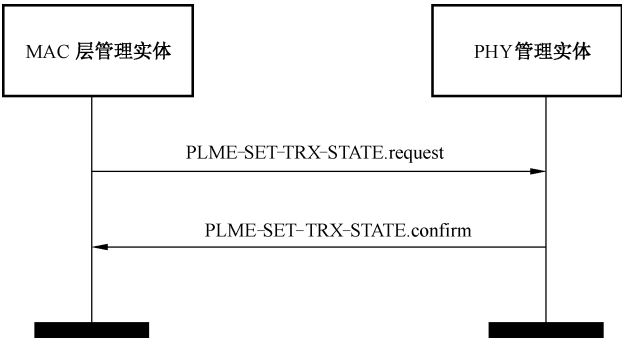 MAC 层管理实体
PHY管理实体
PLME-SET-TRX-STATE.request
PLME-SET-TRX-STATE.confirm